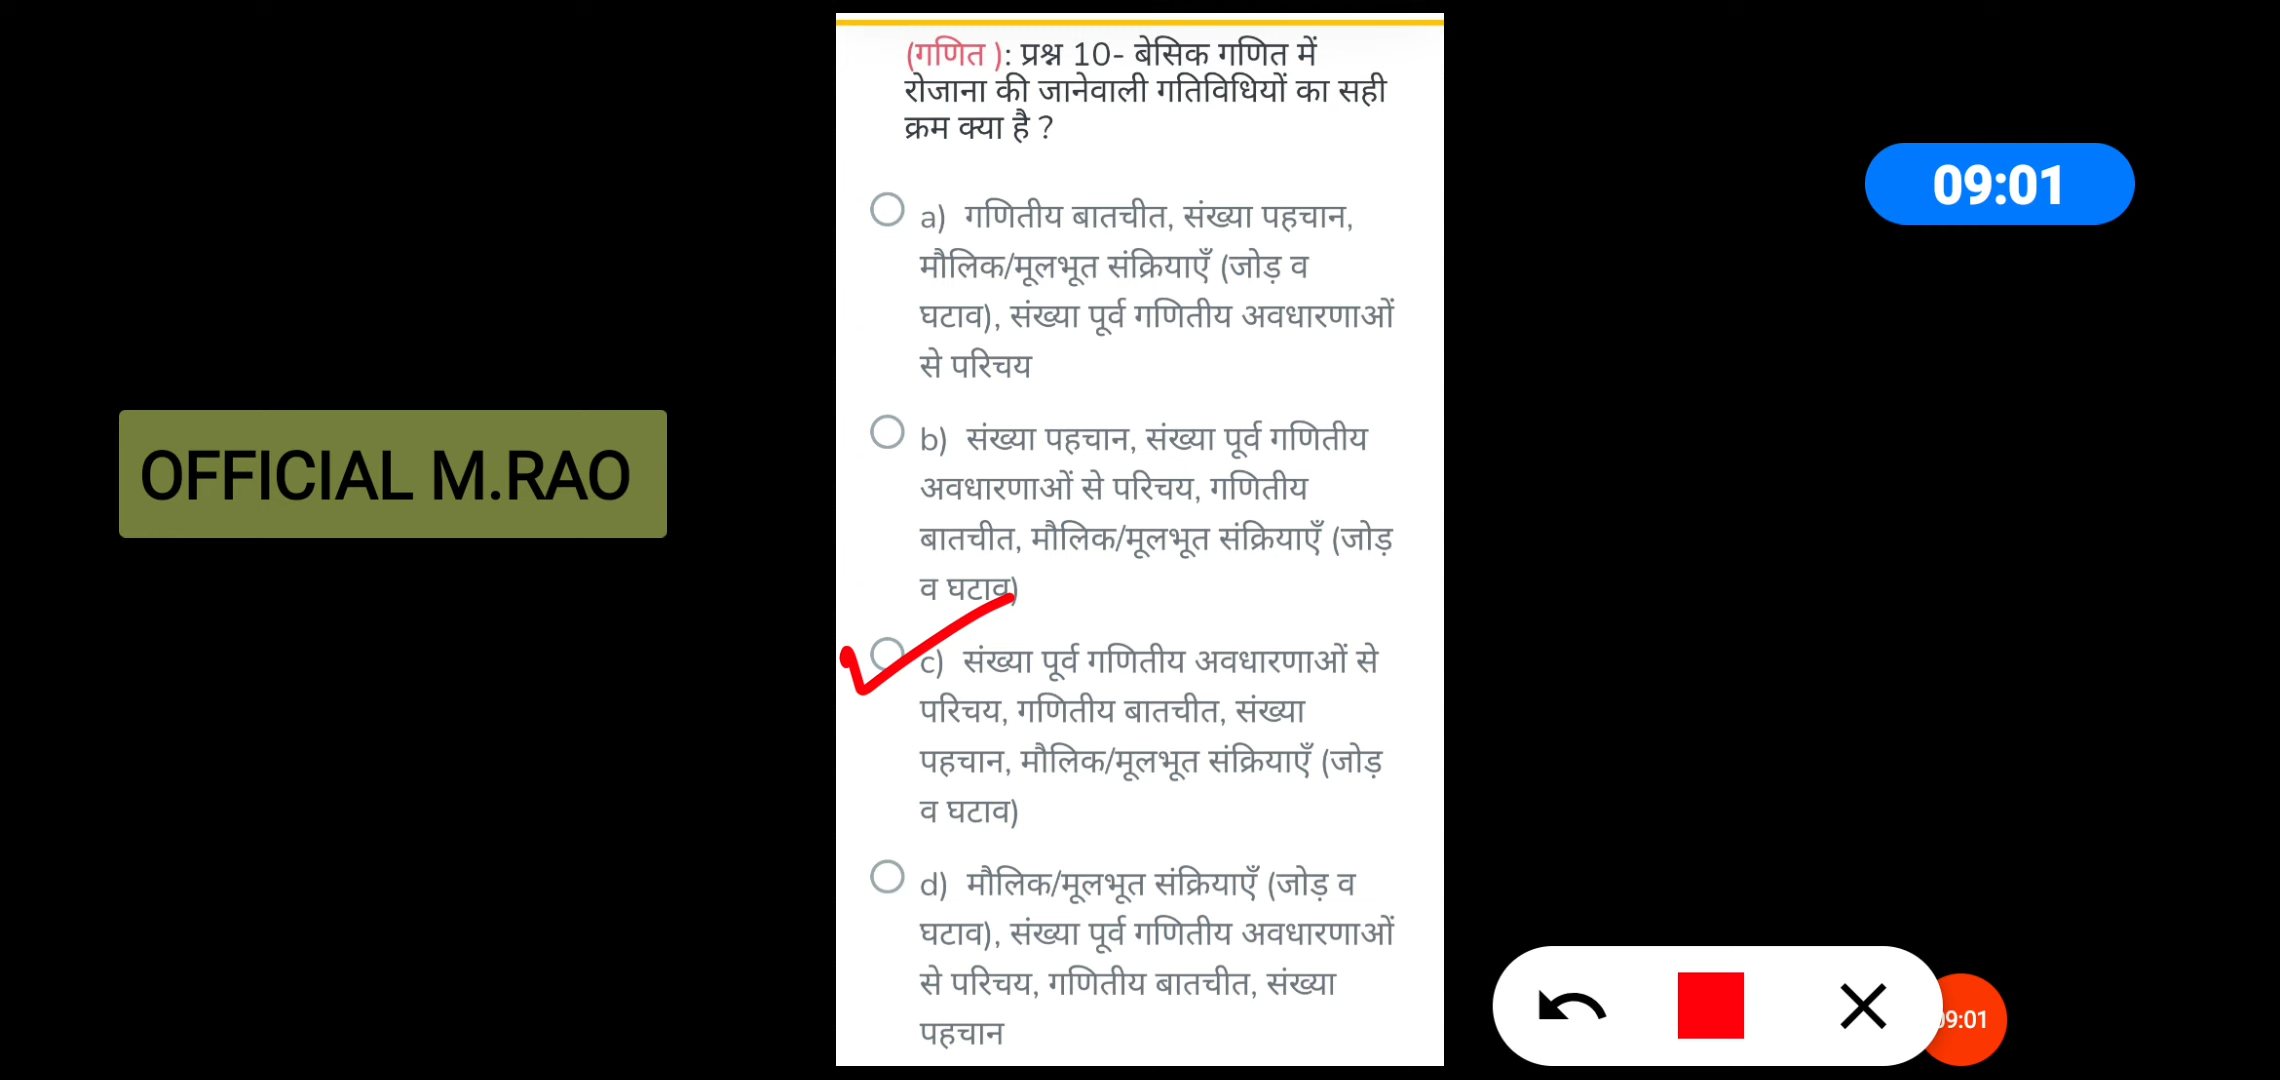 (गणित ): प्रश्न 10- बेसिक गणित में
रोजाना की जानेवाली गतिविधियों का सही
क्रम क्या है ?
09:01
a) गणितीय बातचीत, संख्या पहचान,
मौलिक/मूलभूत संक्रियाएँ (जोड़ व
घटाव), संख्या पूर्व गणितीय अवधारणाओं
से परिचय
b) संख्या पहचान, संख्या पूर्व गणितीय
अवधारणाओं से परिचय, गणितीय
बातचीत, मौलिक/मूलभूत संक्रियाएँ (जोड़
व घटाव)
OFFICIAL M.RAO
c) संख्या पूर्व गणितीय अवधारणाओं से
परिचय, गणितीय बातचीत, संख्या
पहचान, मौलिक/मूलभूत संक्रियाएँ (जोड़
व घटाव)
d) मौलिक/मूलभूत संक्रियाएँ (जोड़ व
घटाव), संख्या पूर्व गणितीय अवधारणाओं
से परिचय, गणितीय बातचीत, संख्या
पहचान
09:01